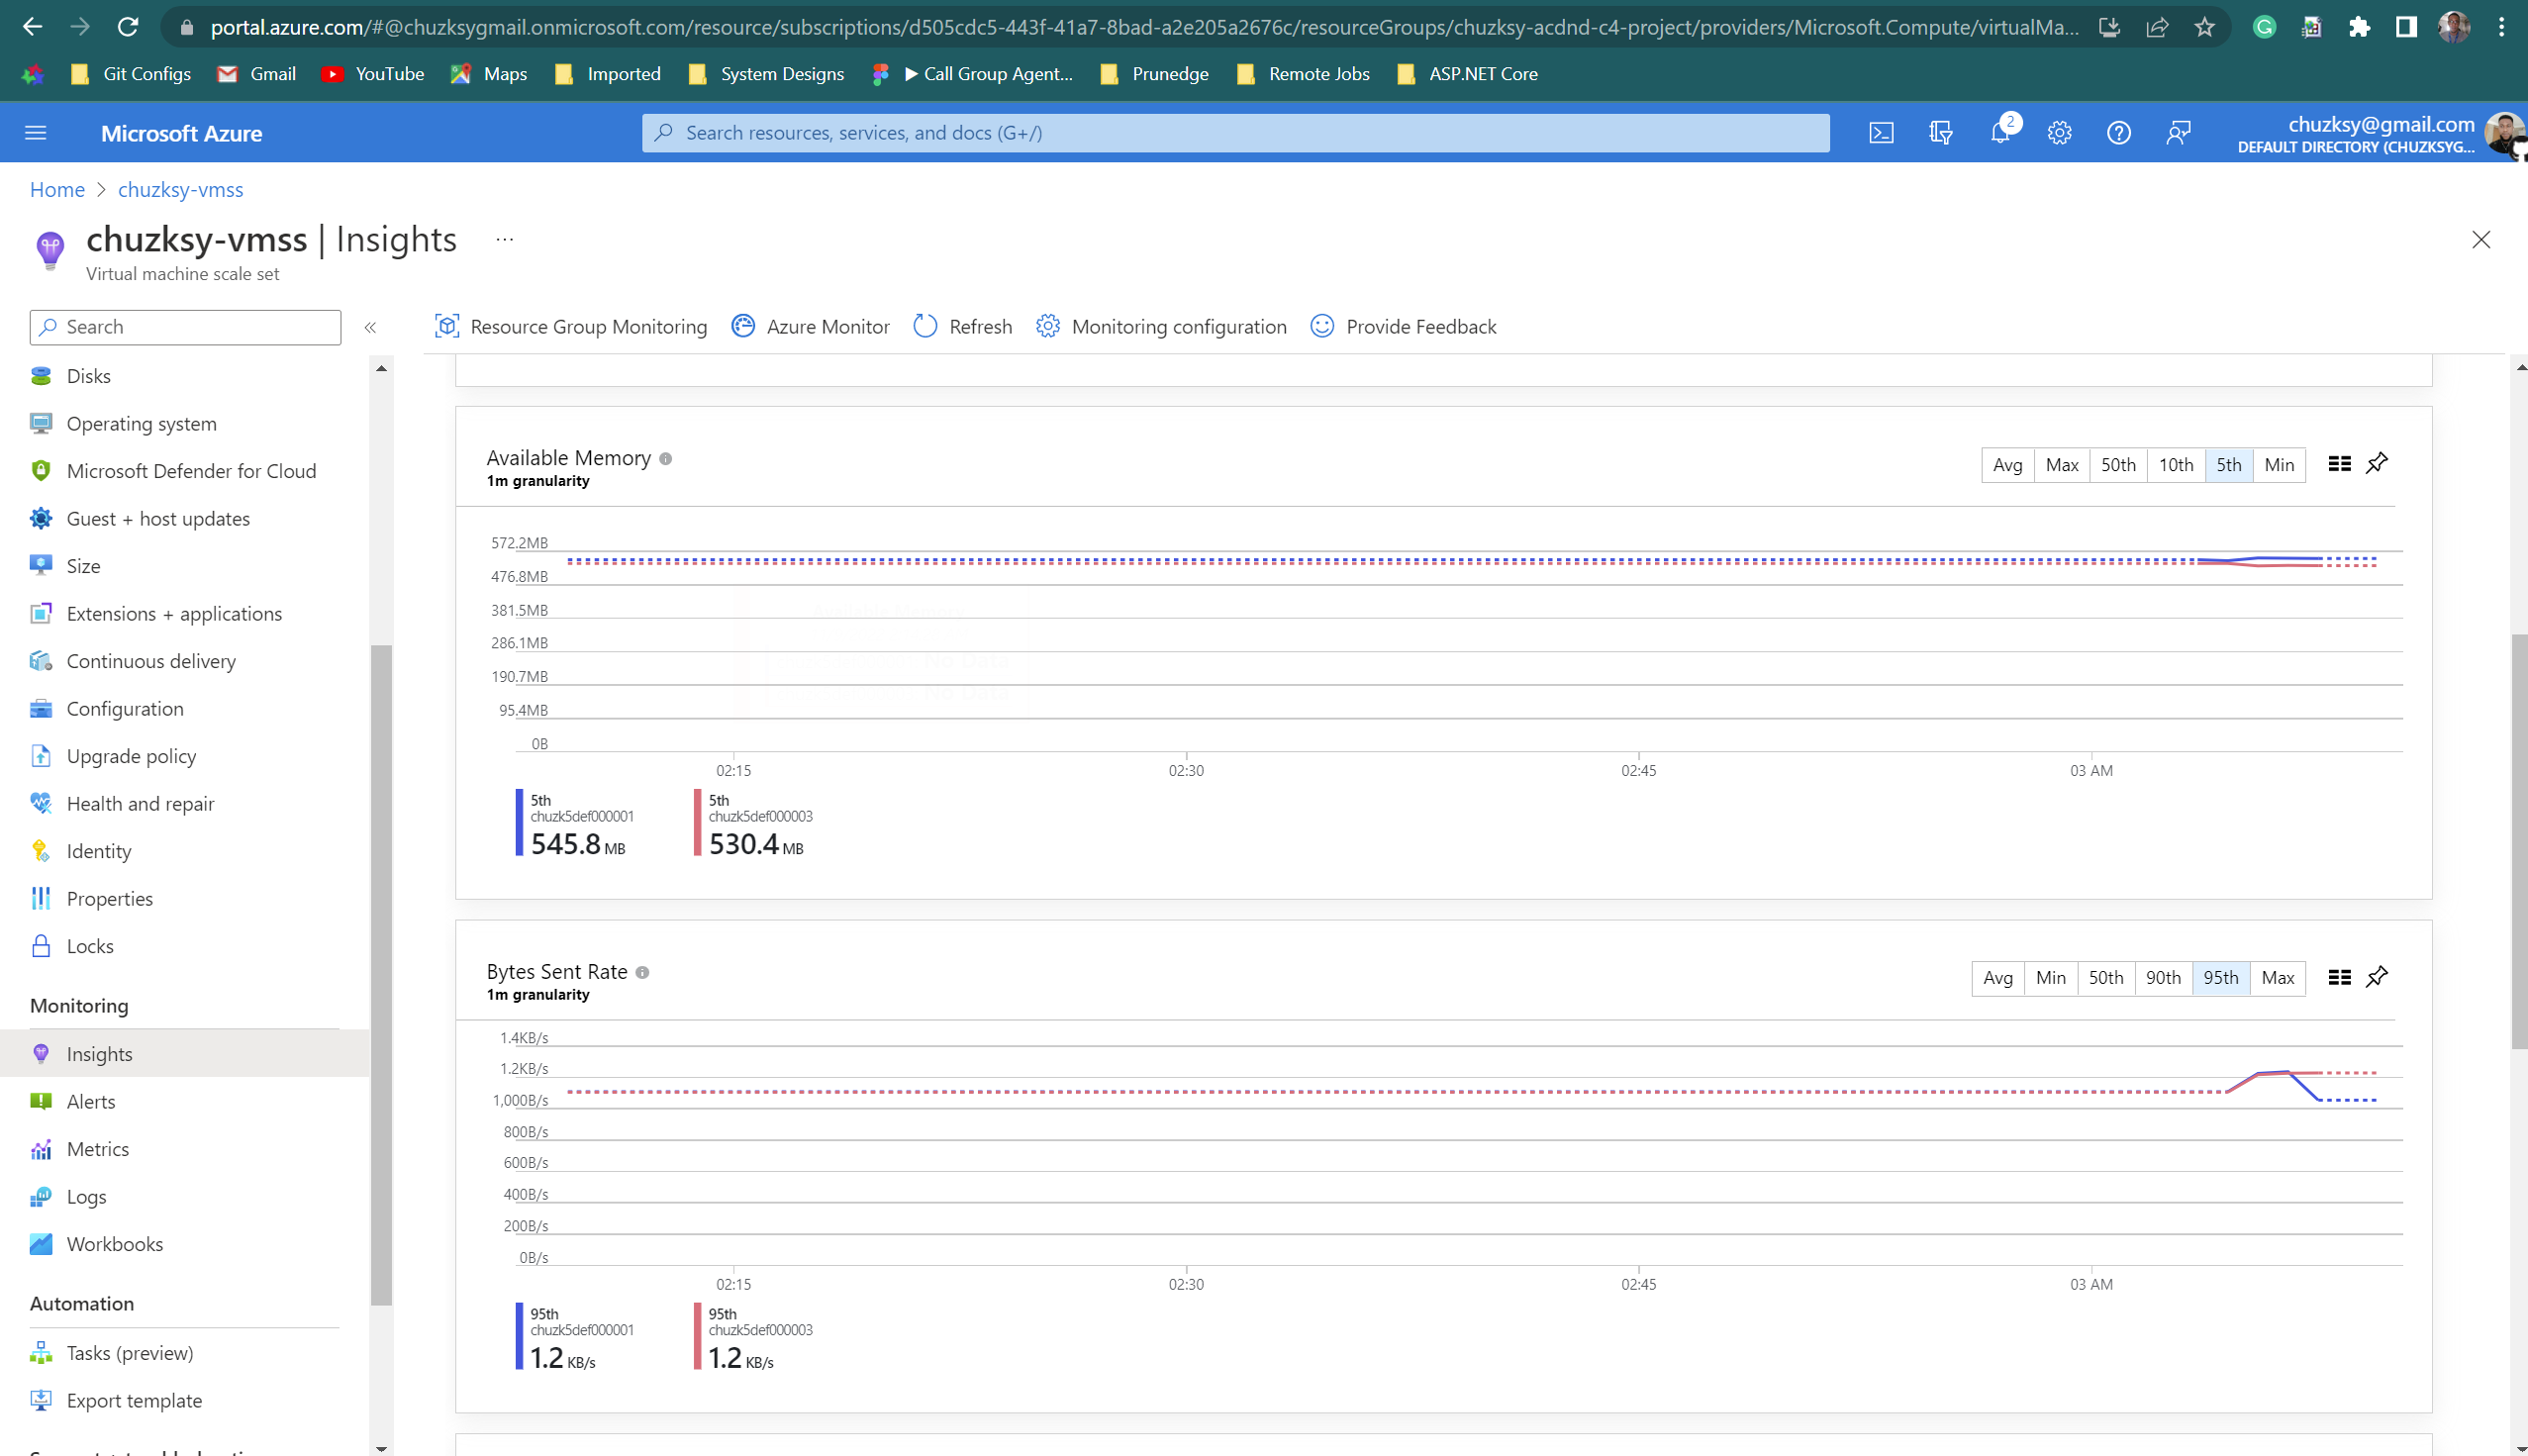 portal.azure.com/#@chuzksygmail.onmicrosoft.com/resource/subscriptions/d505cdc5-443f-41a7-8bad-a2e205a2676c/resourceGroups/chuzksy-acdnd-c4-project/providers/Microsoft.Compute/virtualMa...
Git Configs Gmail YouTube Maps Imported System Designs ▶ Call Group Agent... Prunedge Remote Jobs ASP.NET Core
Microsoft Azure
Search resources, services, and docs (G+/)
2
chuzksy@gmail.com
DEFAULT DIRECTORY (CHUZKSYG...
Home > chuzksy-vmss
chuzksy-vmss | Insights ...
Virtual machine scale set
Search «
Resource Group Monitoring Azure Monitor Refresh Monitoring configuration Provide Feedback
Disks
Operating system
Microsoft Defender for Cloud
Guest + host updates
Size
Extensions + applications
Continuous delivery
Configuration
Upgrade policy
Health and repair
Identity
Properties
Locks
Monitoring
Insights
Alerts
Metrics
Logs
Workbooks
Automation
Tasks (preview)
Export template
Available Memory
1m granularity
Avg Max 50th 10th 5th Min
572.2MB
476.8MB
381.5MB
286.1MB
190.7MB
95.4MB
0B
02:15 02:30 02:45 03 AM
5th
chuzk5def000001
545.8 MB
5th
chuzk5def000003
530.4 MB
Bytes Sent Rate
1m granularity
Avg Min 50th 90th 95th Max
1.4KB/s
1.2KB/s
1,000B/s
800B/s
600B/s
400B/s
200B/s
0B/s
02:15 02:30 02:45 03 AM
95th
chuzk5def000001
1.2 KB/s
95th
chuzk5def000003
1.2 KB/s